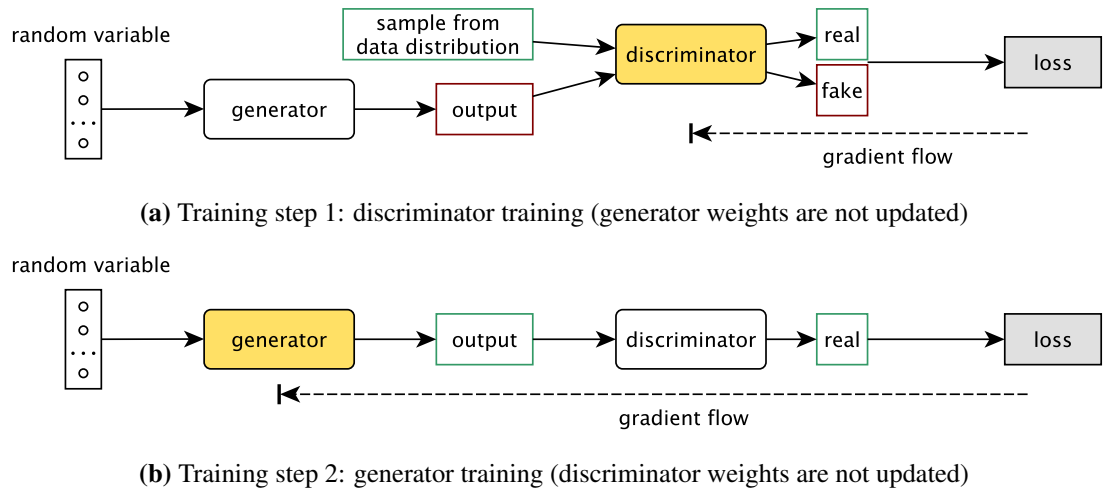 random variable
sample from
data distribution
discriminator
real
loss
generator
output
fake
gradient flow
(a) Training step 1: discriminator training (generator weights are not updated)
random variable
generator
output
discriminator
real
loss
gradient flow
(b) Training step 2: generator training (discriminator weights are not updated)